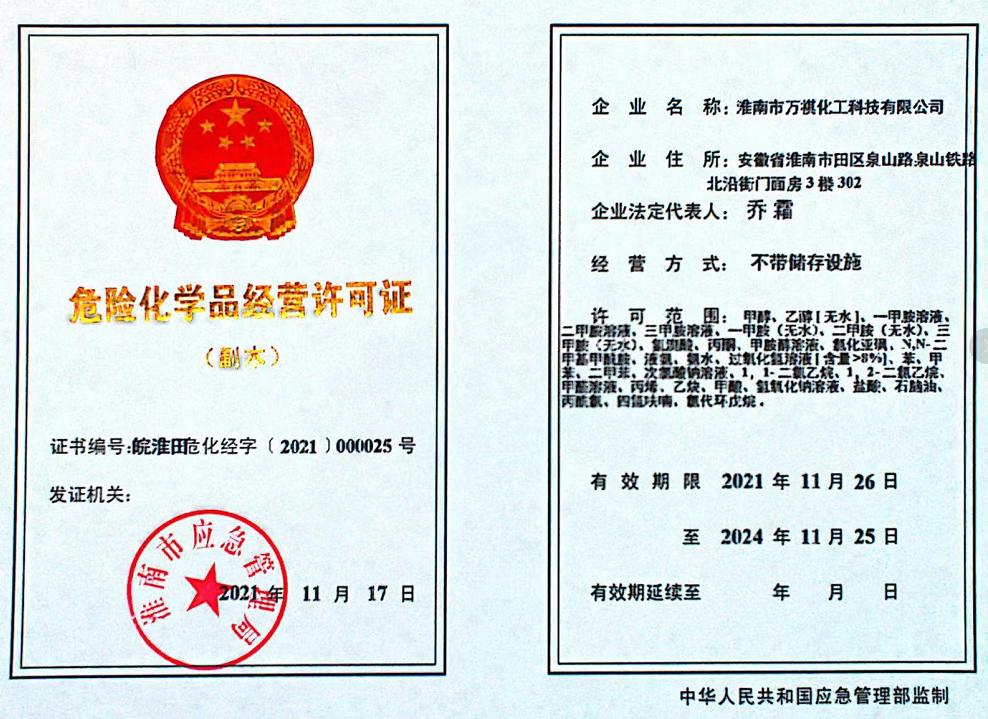 危险化学品经营许可证
（副本）
证书编号:皖淮田危化经字〔2021〕000025号
发证机关:
淮南市应急管理局
2021年 11月 17日
企业名称: 淮南市万祺化工科技有限公司
企业住所: 安徽省淮南市田区泉山路泉山铁路
北沿街门面房3楼302
企业法定代表人: 乔霜
经营方式: 不带储存设施
许可范围: 甲醇、乙醇[无水]、一甲胺溶液、
二甲胺溶液、三甲胺溶液、一甲胺（无水）、二甲胺（无水）、三
甲胺（无水）、氢溴酸、丙酮、甲胺醇溶液、氯化亚砜、N,N-二
甲基甲酰胺、液氨、氨水、过氧化氢溶液[含量>8%]、苯、甲
苯、二甲苯、次氯酸钠溶液、1,1-二氯乙烷、1,2-二氯乙烷、
甲醛溶液、丙烯、乙炔、甲酸、氢氧化钠溶液、盐酸、石脑油、
丙酰氯、四氢呋喃、氯代环戊烷.
有效期限 2021年11月26日
至 2024年11月25日
有效期延续至 年 月 日
中华人民共和国应急管理部监制